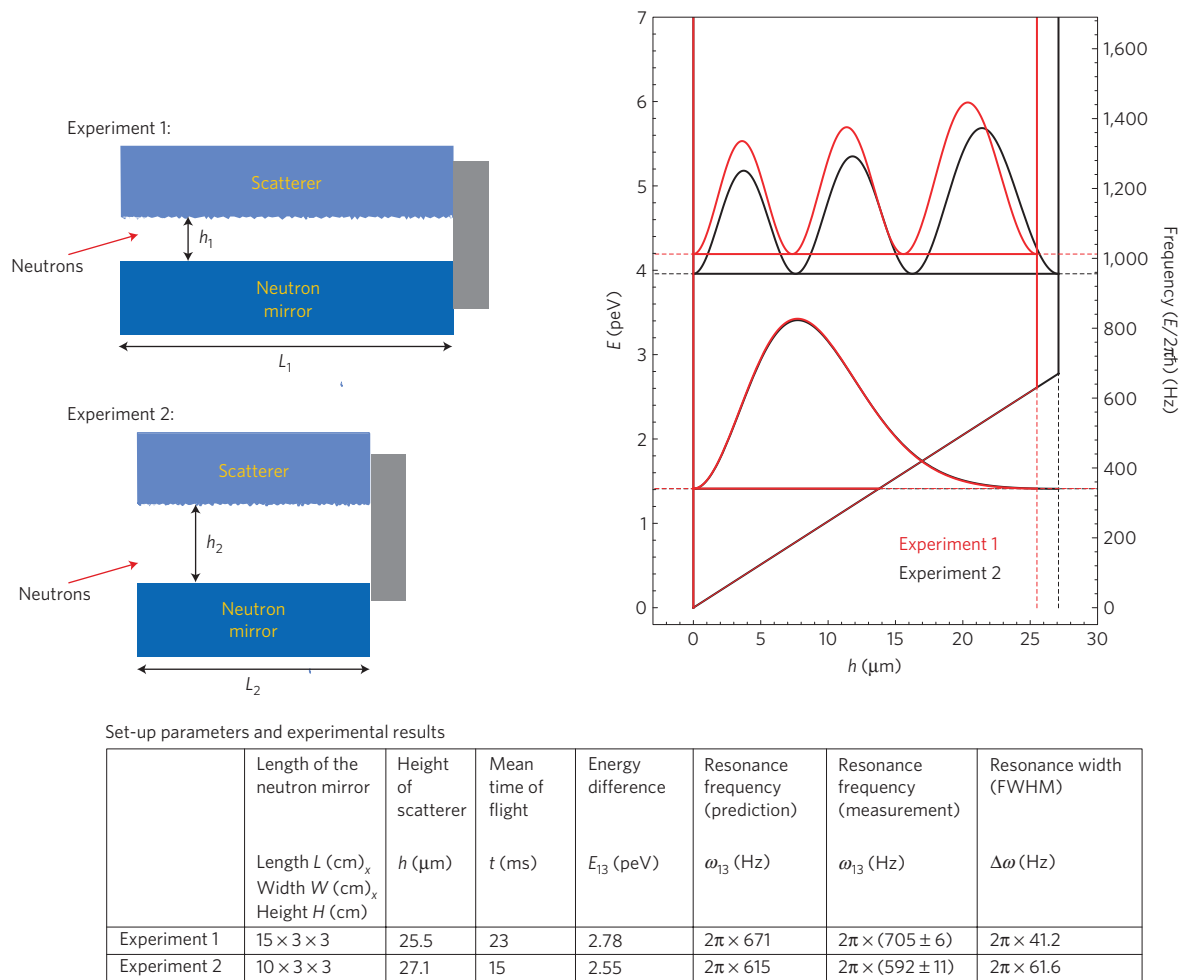 Experiment 1:
Scatterer
h₁
Neutrons
Neutron
mirror
L₁
Experiment 2:
Scatterer
h₂
Neutrons
Neutron
mirror
L₂
7
6
5
4
3
2
1
0
E (peV)
1,600
1,400
1,200
1,000
800
600
400
200
0
Frequency (E/2πħ) (Hz)
Experiment 1
Experiment 2
0 5 10 15 20 25 30
h (μm)
Set-up parameters and experimental results
Length of the
neutron mirror
Length L (cm)ₓ
Width W (cm)ₓ
Height H (cm)
Height
of
scatterer
h (μm)
Mean
time of
flight
t (ms)
Energy
difference
E₁₃ (peV)
Resonance
frequency
(prediction)
ω₁₃ (Hz)
Resonance
frequency
(measurement)
ω₁₃ (Hz)
Resonance width
(FWHM)
Δω (Hz)
Experiment 1 15 × 3 × 3 25.5 23 2.78 2π × 671 2π × (705 ± 6) 2π × 41.2
Experiment 2 10 × 3 × 3 27.1 15 2.55 2π × 615 2π × (592 ± 11) 2π × 61.6